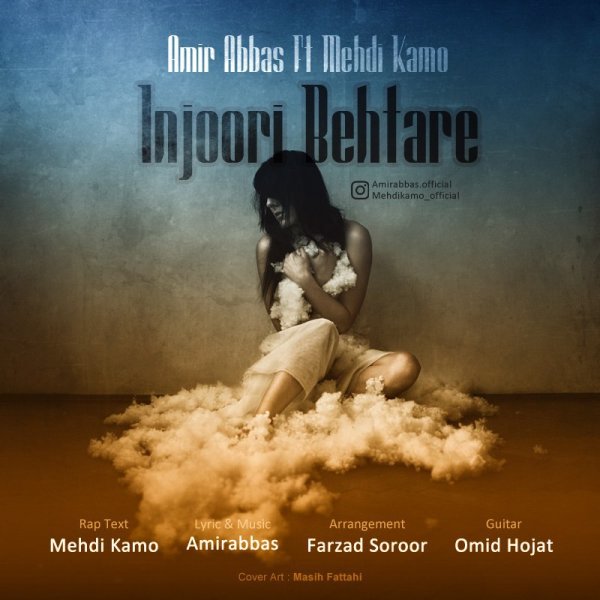 Amir Abbas Ft Mehdi Kamo
Injoori Behtare
Amirabbas.official
Mehdikamo_official
Rap Text Lyric & Music Arrangement Guitar
Mehdi Kamo Amirabbas Farzad Soroor Omid Hojat
Cover Art : Masih Fattahi